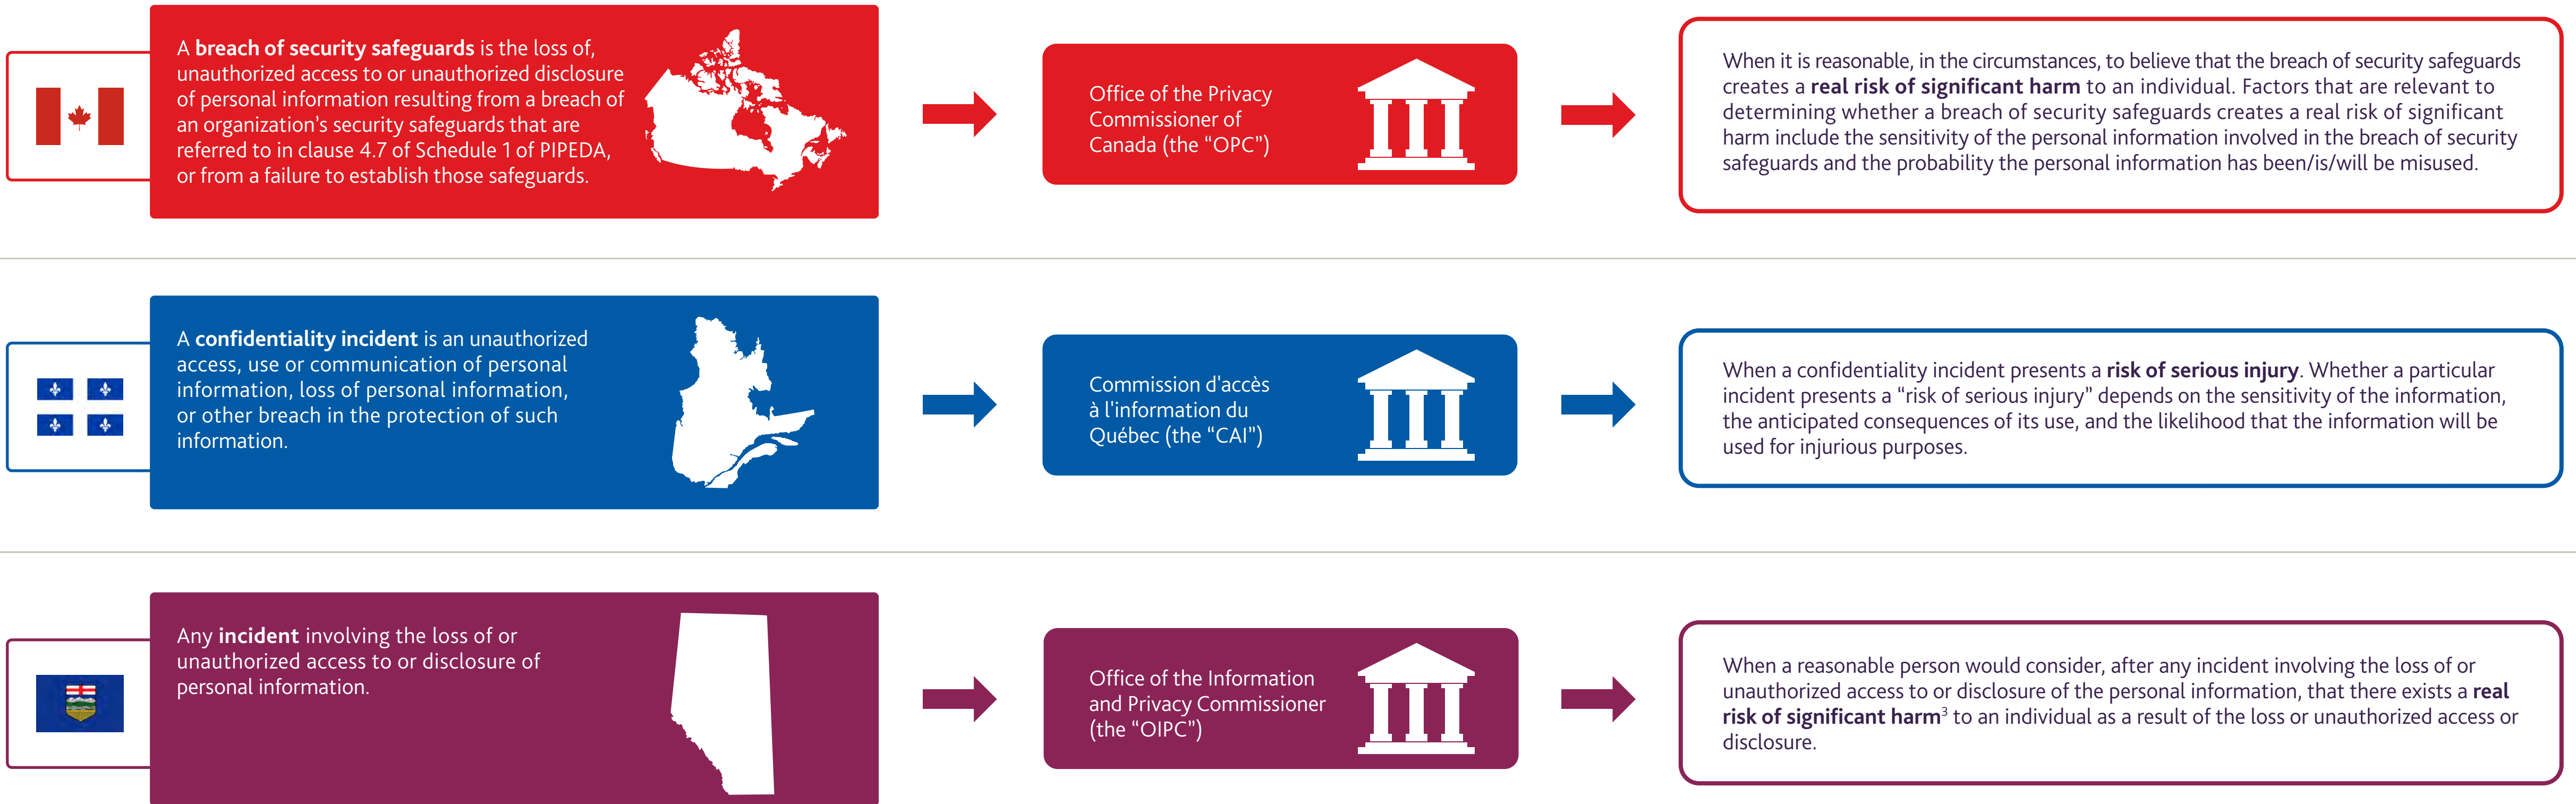 A breach of security safeguards is the loss of,
unauthorized access to or unauthorized disclosure
of personal information resulting from a breach of
an organization’s security safeguards that are
referred to in clause 4.7 of Schedule 1 of PIPEDA,
or from a failure to establish those safeguards.
Office of the Privacy
Commissioner of
Canada (the “OPC”)
When it is reasonable, in the circumstances, to believe that the breach of security safeguards
creates a real risk of significant harm to an individual. Factors that are relevant to
determining whether a breach of security safeguards creates a real risk of significant
harm include the sensitivity of the personal information involved in the breach of security
safeguards and the probability the personal information has been/is/will be misused.
A confidentiality incident is an unauthorized
access, use or communication of personal
information, loss of personal information,
or other breach in the protection of such
information.
Commission d'accès
à l'information du
Québec (the “CAI”)
When a confidentiality incident presents a risk of serious injury. Whether a particular
incident presents a “risk of serious injury” depends on the sensitivity of the information,
the anticipated consequences of its use, and the likelihood that the information will be
used for injurious purposes.
Any incident involving the loss of or
unauthorized access to or disclosure of
personal information.
Office of the Information
and Privacy Commissioner
(the “OIPC”)
When a reasonable person would consider, after any incident involving the loss of or
unauthorized access to or disclosure of the personal information, that there exists a real
risk of significant harm³ to an individual as a result of the loss or unauthorized access or
disclosure.